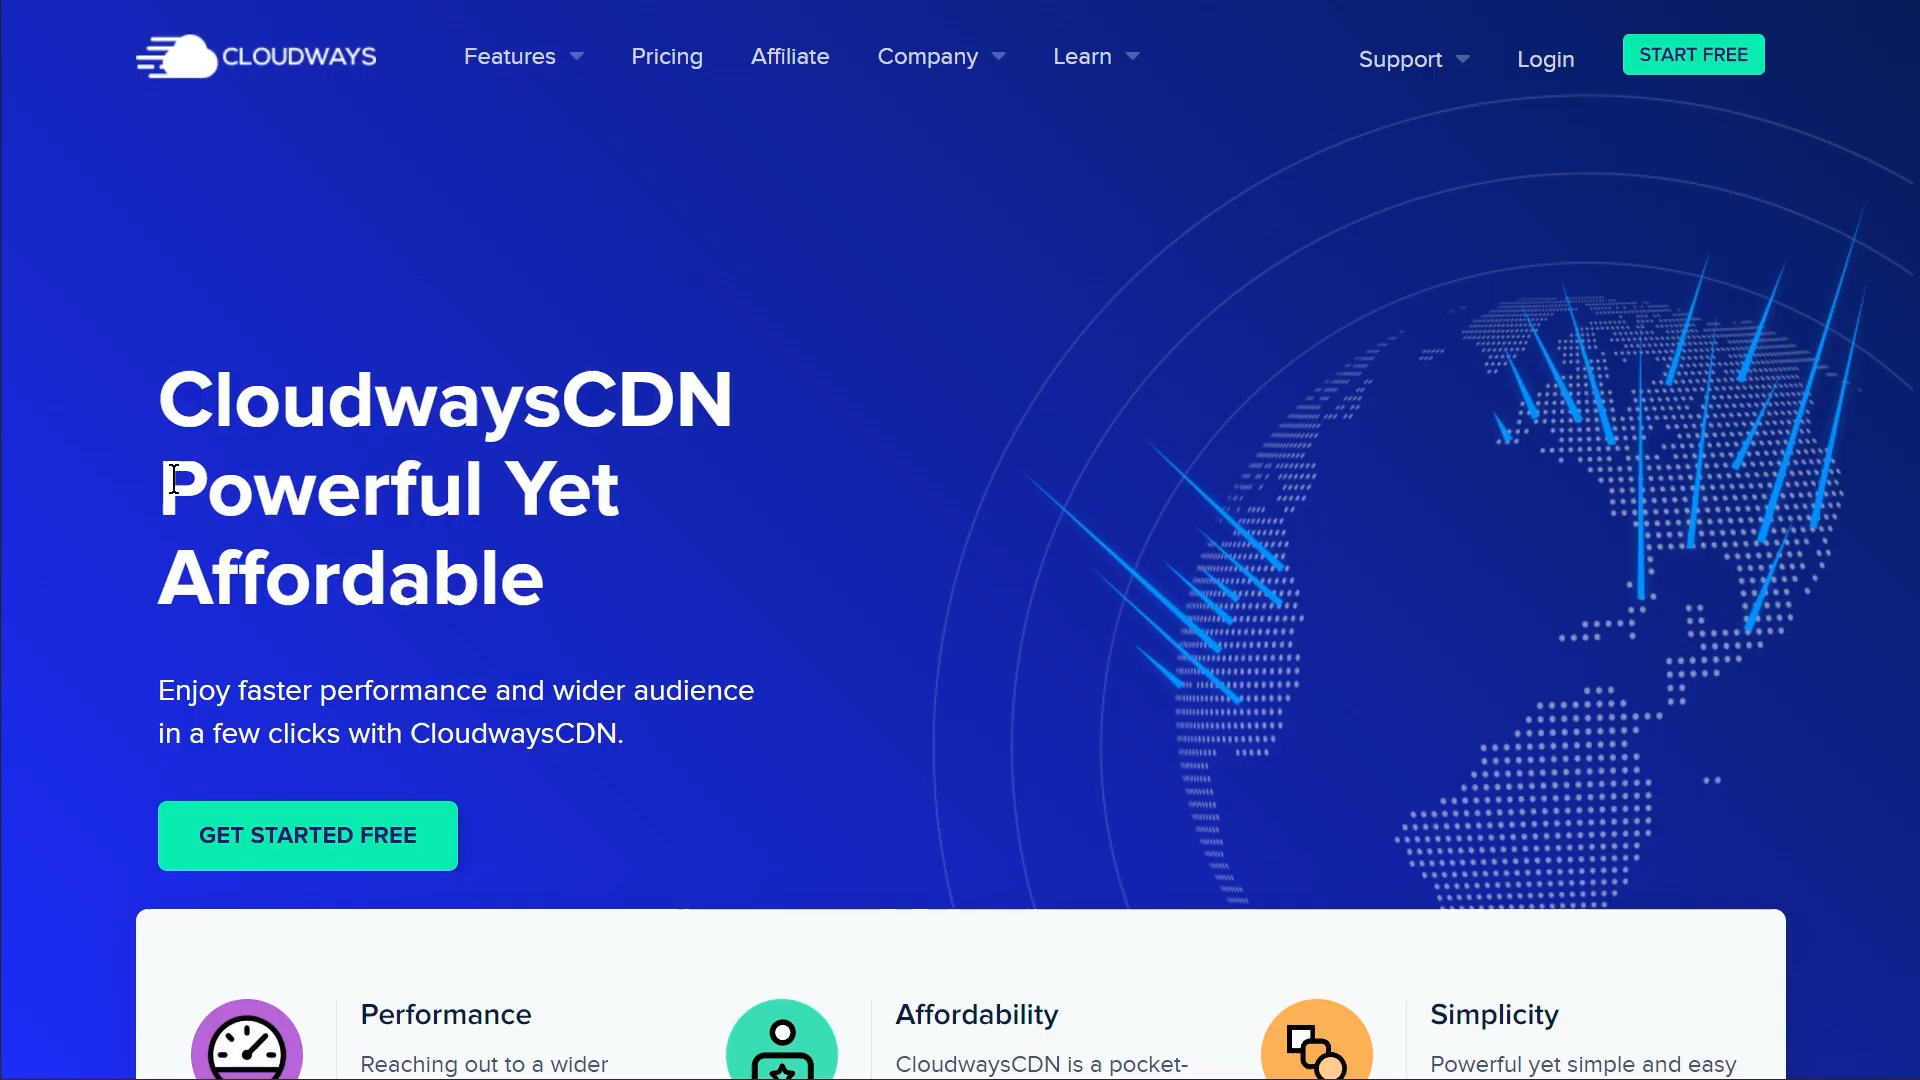 CLOUDWAYS
Features
Pricing
Affiliate
Company
Learn
Support
Login
START FREE
CloudwaysCDN
Powerful Yet
Affordable
Enjoy faster performance and wider audience
in a few clicks with CloudwaysCDN.
GET STARTED FREE
Performance
Reaching out to a wider
Affordability
CloudwaysCDN is a pocket-
Simplicity
Powerful yet simple and easy